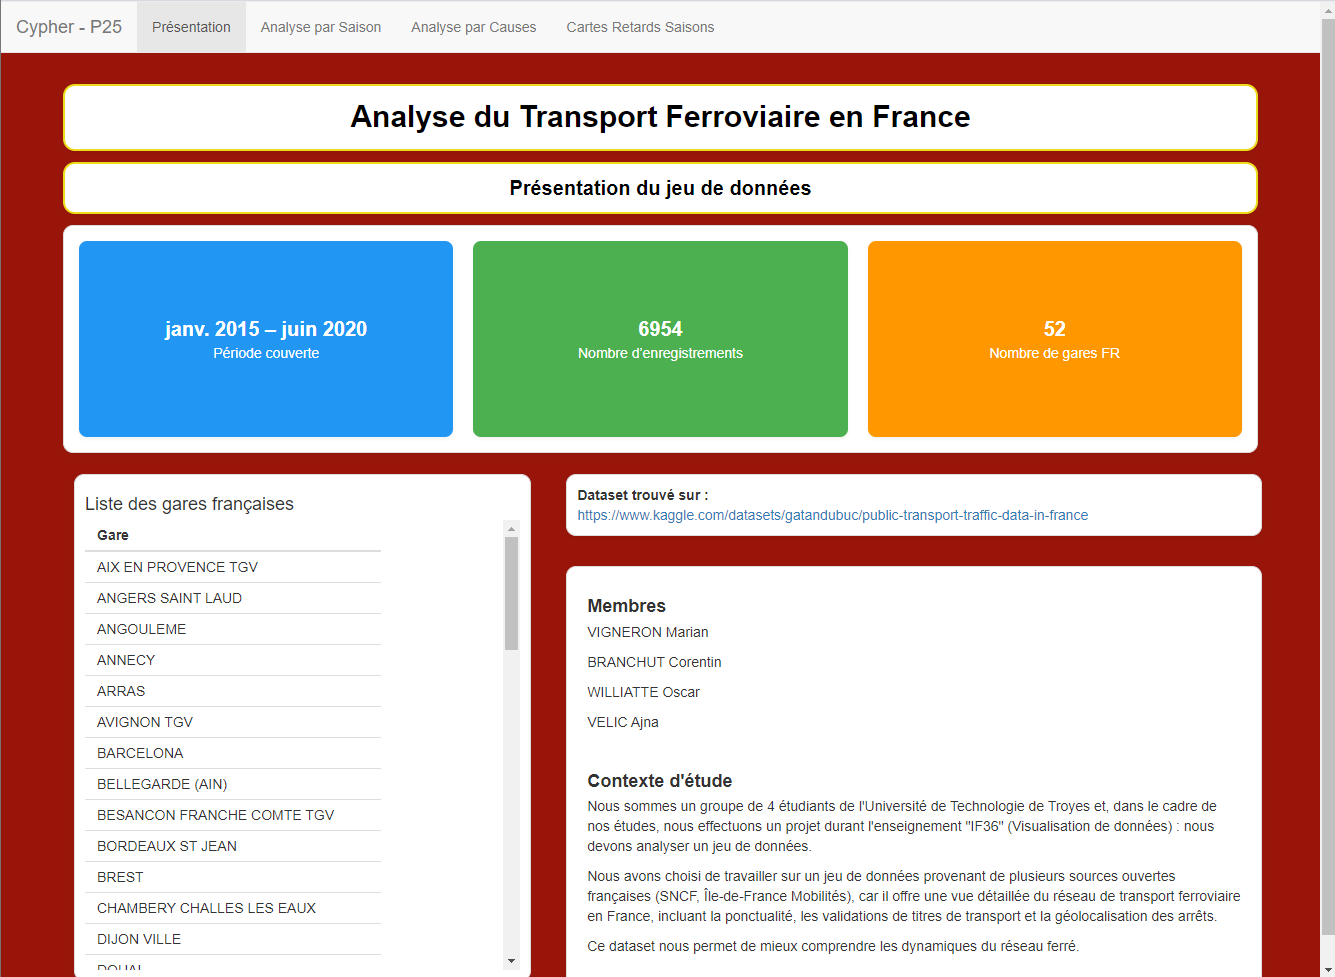 Cypher - P25
Présentation
Analyse par Saison
Analyse par Causes
Cartes Retards Saisons
Analyse du Transport Ferroviaire en France
Présentation du jeu de données
janv. 2015 – juin 2020
Période couverte
6954
Nombre d'enregistrements
52
Nombre de gares FR
Liste des gares françaises
Gare
AIX EN PROVENCE TGV
ANGERS SAINT LAUD
ANGOULEME
ANNECY
ARRAS
AVIGNON TGV
BARCELONA
BELLEGARDE (AIN)
BESANCON FRANCHE COMTE TGV
BORDEAUX ST JEAN
BREST
CHAMBERY CHALLES LES EAUX
DIJON VILLE
DOUAI
Dataset trouvé sur :
https://www.kaggle.com/datasets/gatandubuc/public-transport-traffic-data-in-france
Membres
VIGNERON Marian
BRANCHUT Corentin
WILLIATTE Oscar
VELIC Ajna
Contexte d'étude
Nous sommes un groupe de 4 étudiants de l'Université de Technologie de Troyes et, dans le cadre de
nos études, nous effectuons un projet durant l'enseignement "IF36" (Visualisation de données) : nous
devons analyser un jeu de données.
Nous avons choisi de travailler sur un jeu de données provenant de plusieurs sources ouvertes
françaises (SNCF, Île-de-France Mobilités), car il offre une vue détaillée du réseau de transport ferroviaire
en France, incluant la ponctualité, les validations de titres de transport et la géolocalisation des arrêts.
Ce dataset nous permet de mieux comprendre les dynamiques du réseau ferré.